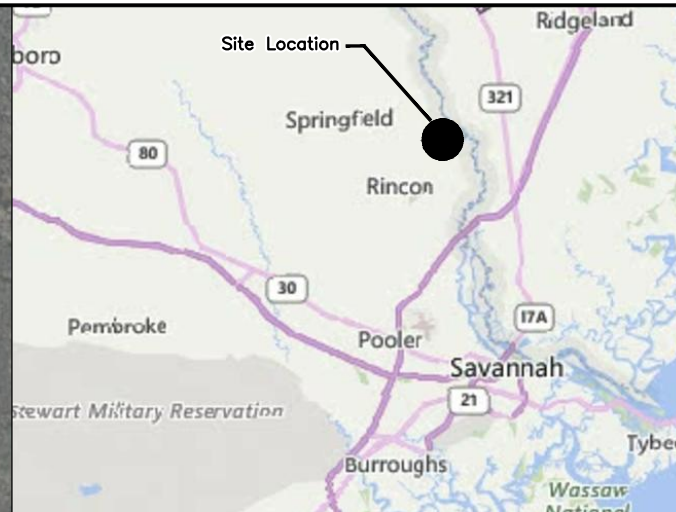 Ridgeland
Site Location
boro
321
Springfield
80
Rincon
30
17A
Pembroke
Pooler
Savannah
21
Stewart Military Reservation
Tybe
Burroughs
Wassaw
National